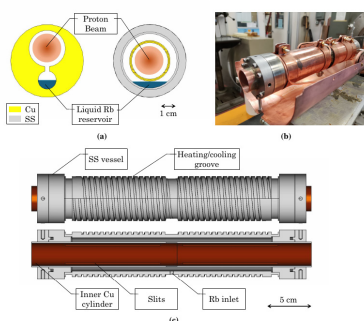 Proton
Beam
Cu
SS
Liquid Rb
reservoir
1 cm
(a)
(b)
SS vessel
Heating/cooling
groove
Inner Cu
cylinder
Slits
Rb inlet
5 cm
(c)